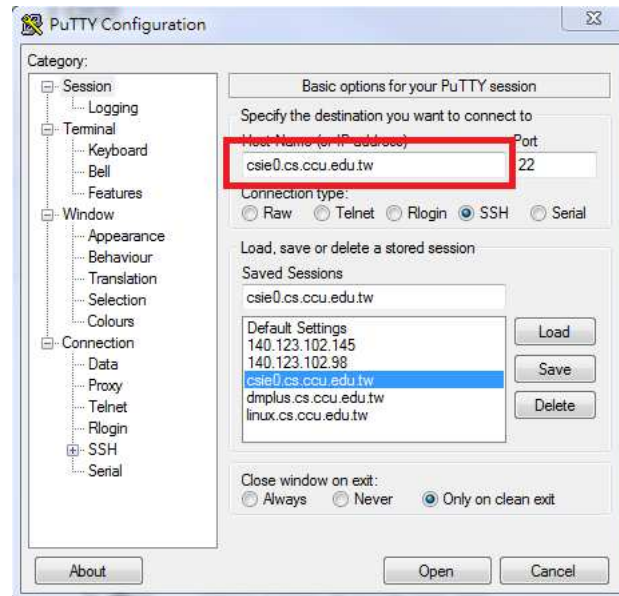 PuTTY Configuration
Category:
Session
Logging
Terminal
Keyboard
Bell
Features
Window
Appearance
Behaviour
Translation
Selection
Colours
Connection
Data
Proxy
Telnet
Rlogin
SSH
Serial
Basic options for your PuTTY session
Specify the destination you want to connect to
Host Name (or IP address) Port
csie0.cs.ccu.edu.tw 22
Connection type:
Raw Telnet Rlogin SSH Serial
Load, save or delete a stored session
Saved Sessions
csie0.cs.ccu.edu.tw
Default Settings
140.123.102.145
140.123.102.98
csie0.cs.ccu.edu.tw
dmplus.cs.ccu.edu.tw
linux.cs.ccu.edu.tw
Load
Save
Delete
Close window on exit:
Always Never Only on clean exit
About Open Cancel